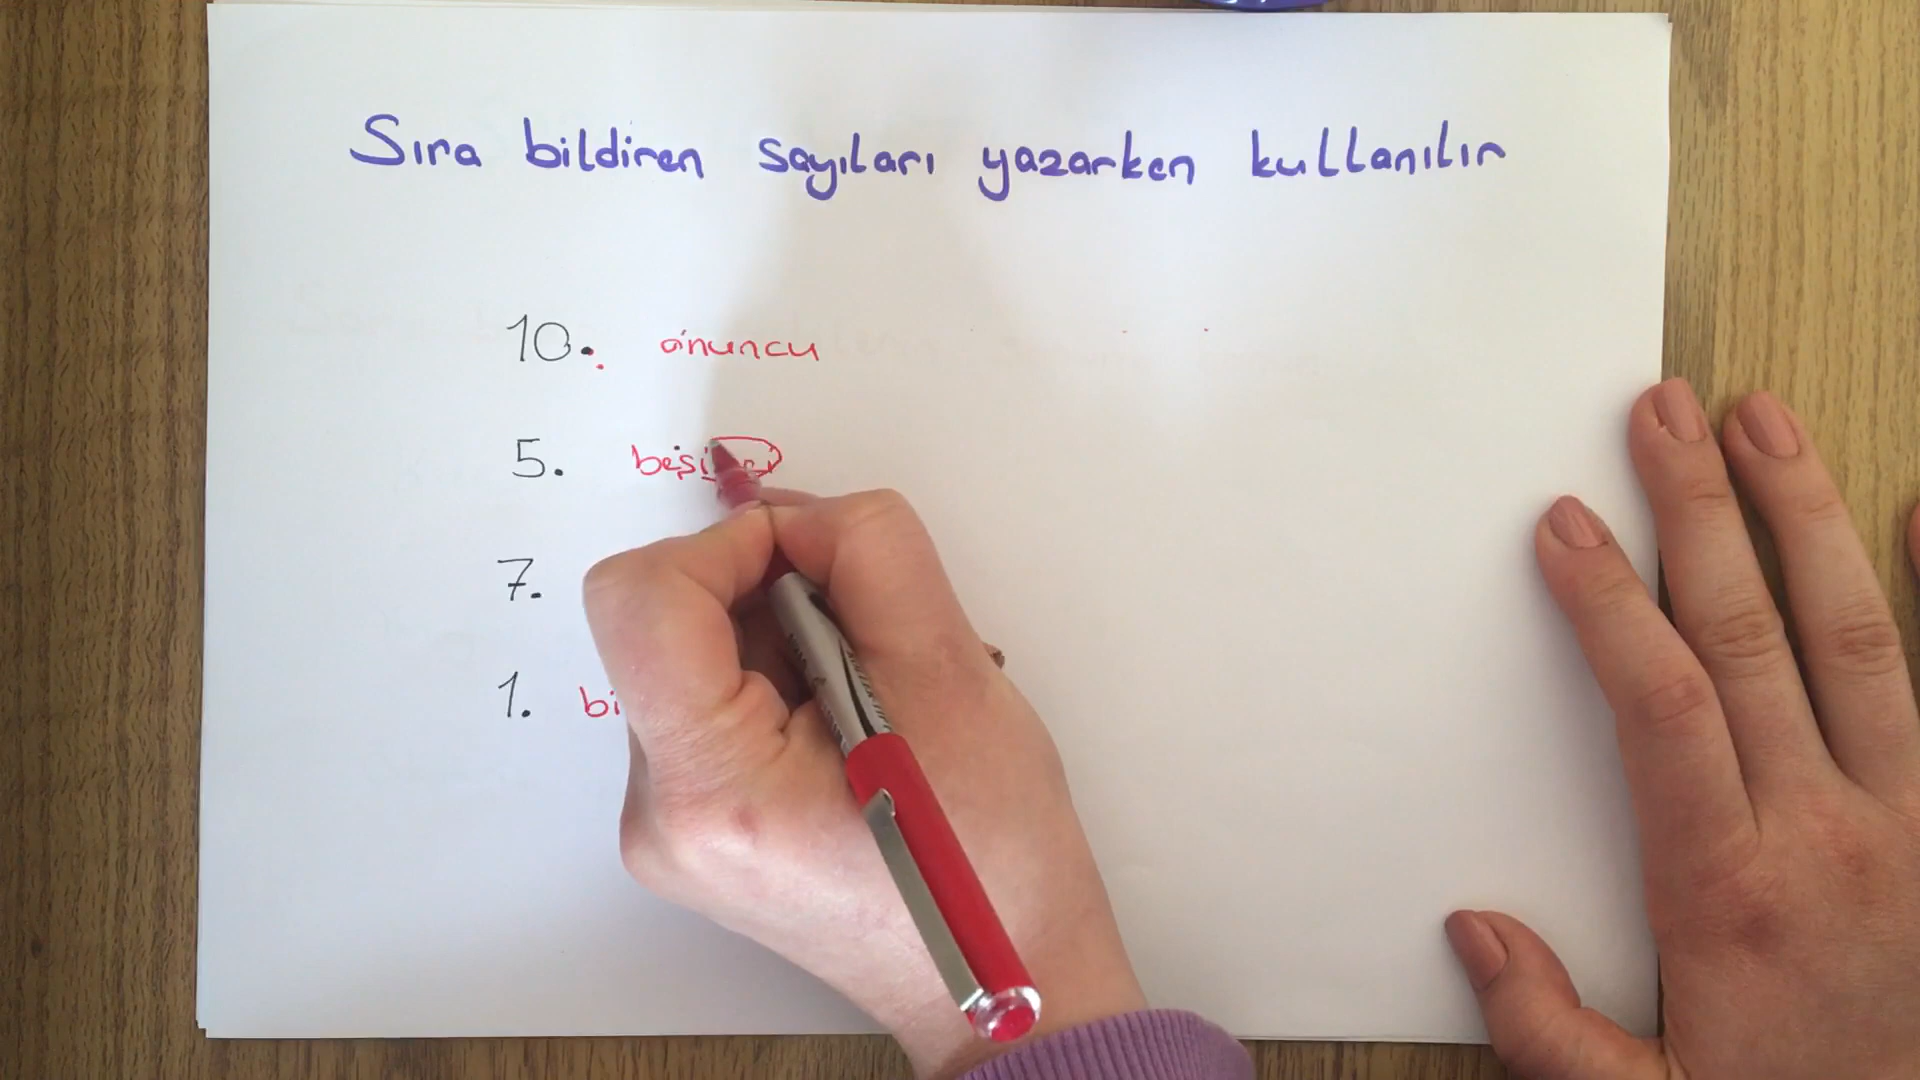 Sıra bildiren sayıları yazarken kullanılır
10. onuncu
5.
7.
1.